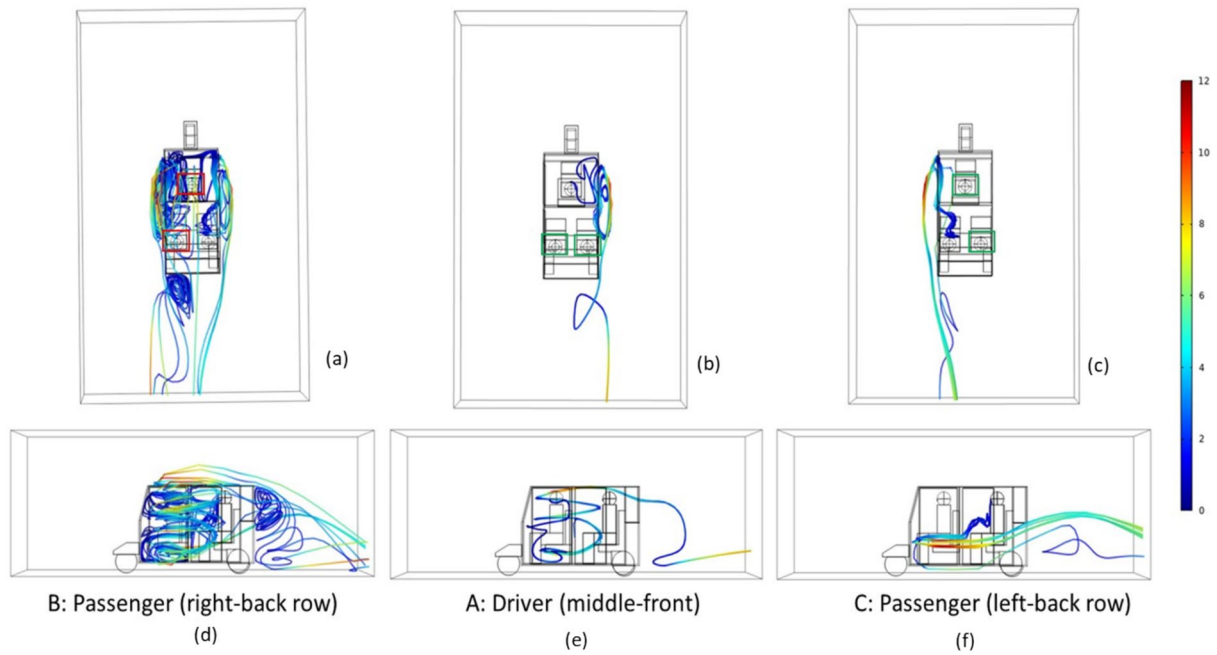 12
10
8
6
4
2
0
(a)
(b)
(c)
B: Passenger (right-back row)
A: Driver (middle-front)
C: Passenger (left-back row)
(d)
(e)
(f)